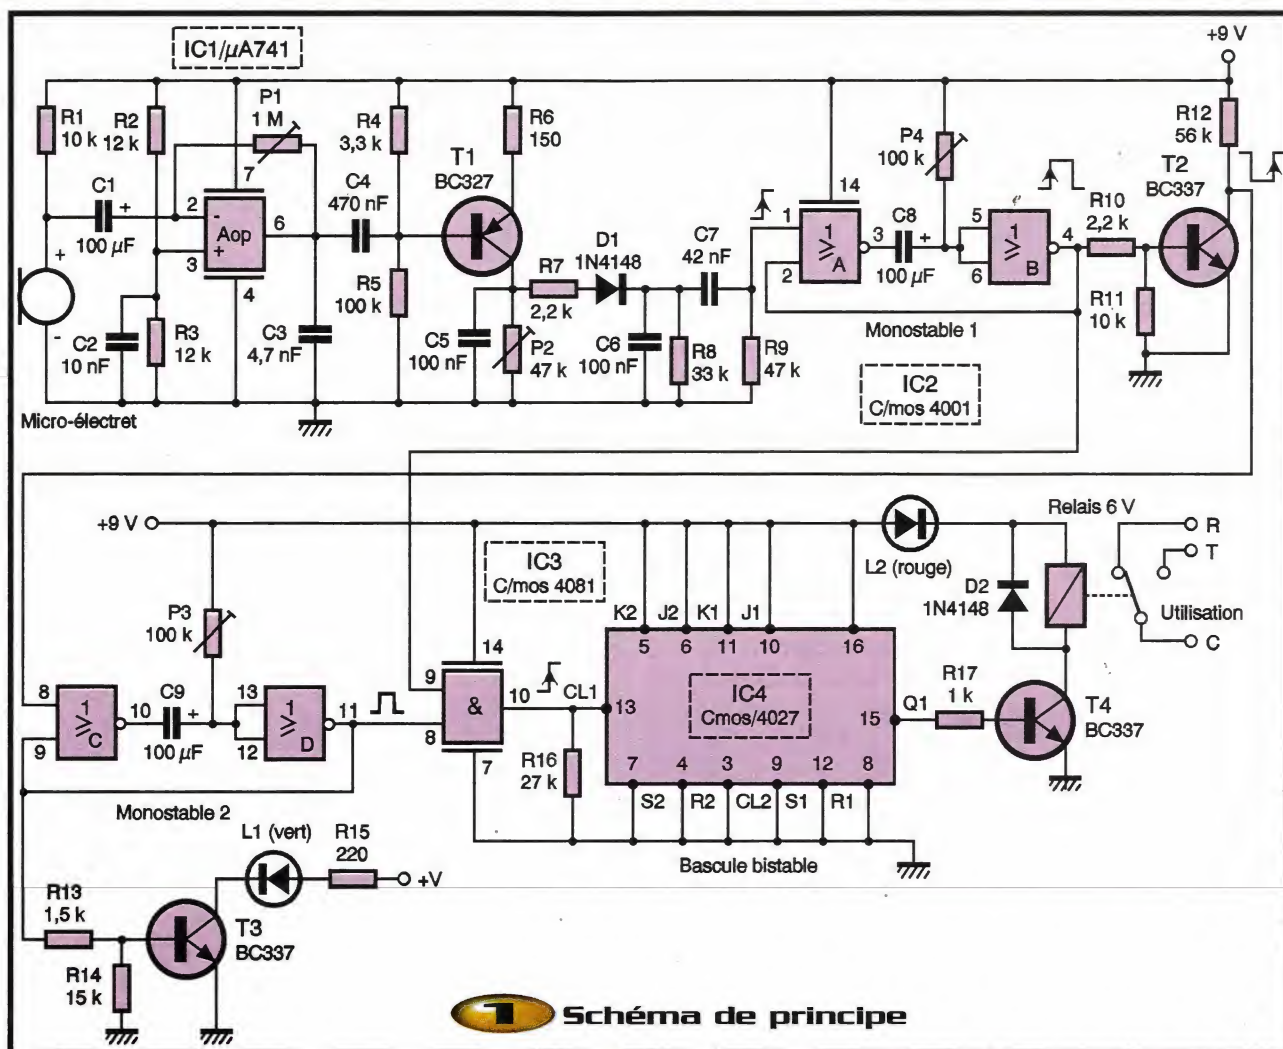 IC1/µA741
+9 V
R1
10 k
R2
12 k
P1
1 M
R4
3,3 k
R6
150
T1
BC327
P4
100 k
R12
56 k
T2
BC337
C1
+
100 µF
7
2
-
Aop
6
+
3
4
C4
470 nF
14
1
1
≥
A
2
3
C8
+
100 µF
5
1
≥
B
6
4
e
R10
2,2 k
D1
1N4148
C7
42 nF
R7
2,2 k
R5
100 k
R11
10 k
+
-
C2
10 nF
R3
12 k
C3
4,7 nF
C5
100 nF
P2
47 k
C6
100 nF
R8
33 k
R9
47 k
Monostable 1
IC2
C/mos 4001
Micro-électret
+9 V
IC3
C/mos 4081
L2 (rouge)
Relais 6 V
R
T
D2
1N4148
Utilisation
C
P3
100 k
K2
J2
K1
J1
5
6
11
10
16
14
9
&
10
8
7
CL1
13
IC4
Cmos/4027
15
Q1
R17
1 k
T4
BC337
8
1
≥
C
9
10
C9
+
100 µF
13
1
≥
D
12
11
R16
27 k
7
4
3
9
12
8
S2
R2
CL2
S1
R1
Monostable 2
Bascule bistable
L1 (vert)
R15
220
+V
R13
1,5 k
T3
BC337
R14
15 k
1 Schéma de principe